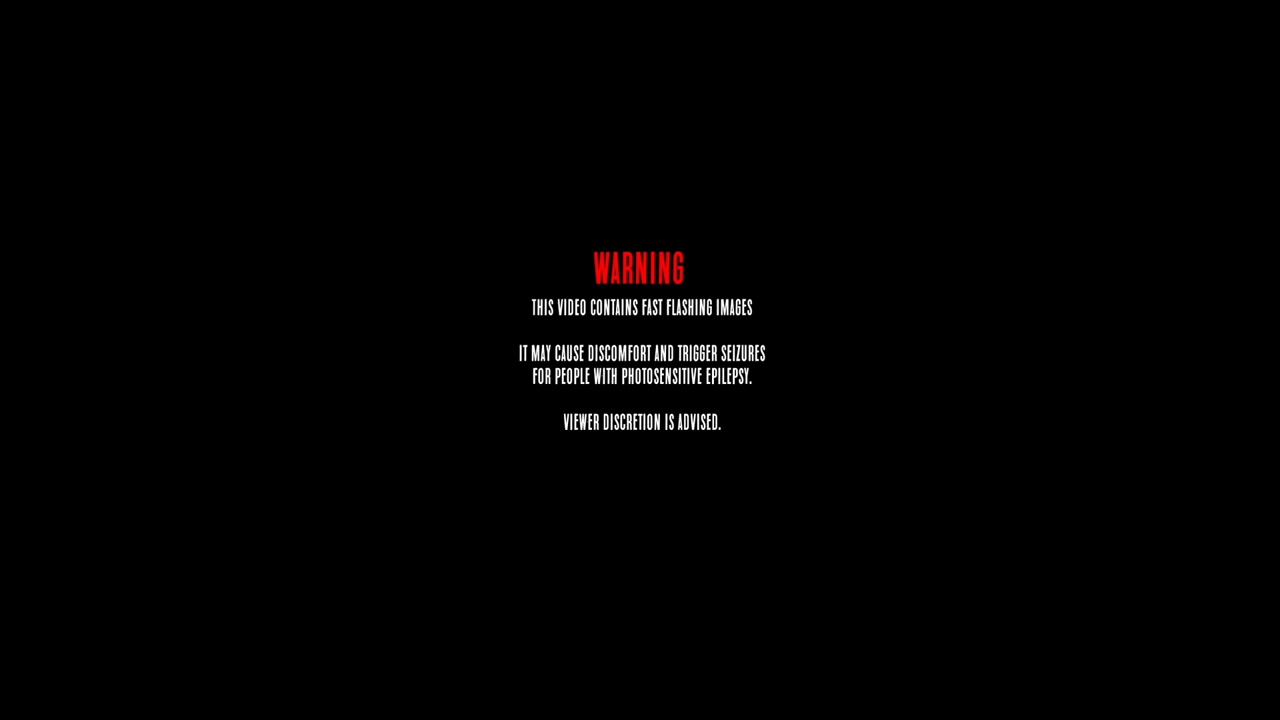 WARNING
THIS VIDEO CONTAINS FAST FLASHING IMAGES
IT MAY CAUSE DISCOMFORT AND TRIGGER SEIZURES
FOR PEOPLE WITH PHOTOSENSITIVE EPILEPSY.
VIEWER DISCRETION IS ADVISED.